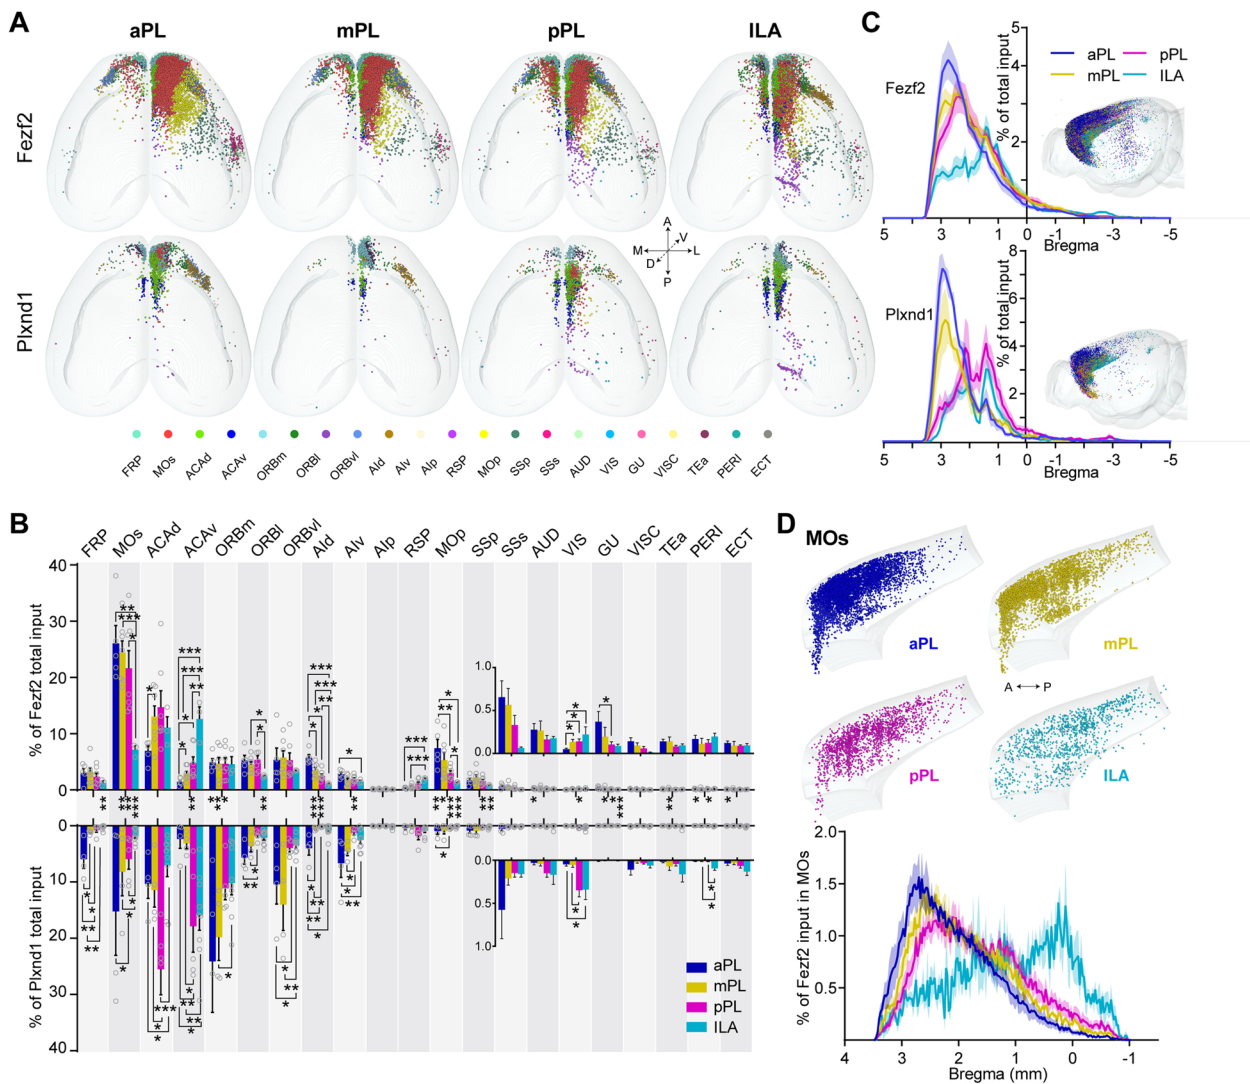 A
aPL
mPL
pPL
ILA
Fezf2
Plxnd1
A
V
M
L
D
P
FRP
MOs
ACAd
ACAv
ORBm
ORBl
ORBvl
AId
AIv
AIp
RSP
MOp
SSp
SSs
AUD
VIS
GU
VISC
TEa
PERI
ECT
C
% of total input
5
4
2
aPL
pPL
mPL
ILA
Fezf2
5 3 0 -1 -3 -5
Bregma
% of total input
8
6
4
2
Plxnd1
5 3 0 -1 -3 -5
Bregma
B
FRP
MOs
ACAd
ACAv
ORBm
ORBl
ORBvl
AId
AIv
AIp
RSP
MOp
SSp
SSs
AUD
VIS
GU
VISC
TEa
PERI
ECT
% of Fezf2 total input
40
30
20
10
0
1.0
0.5
0.0
% of Plxnd1 total input
0
10
20
30
40
0.0
0.5
1.0
aPL
mPL
pPL
ILA
D
MOs
aPL
mPL
A P
pPL
ILA
% of Fezf2 input in MOs
2.0
1.5
1.0
0.5
4 3 2 1 0 -1
Bregma (mm)